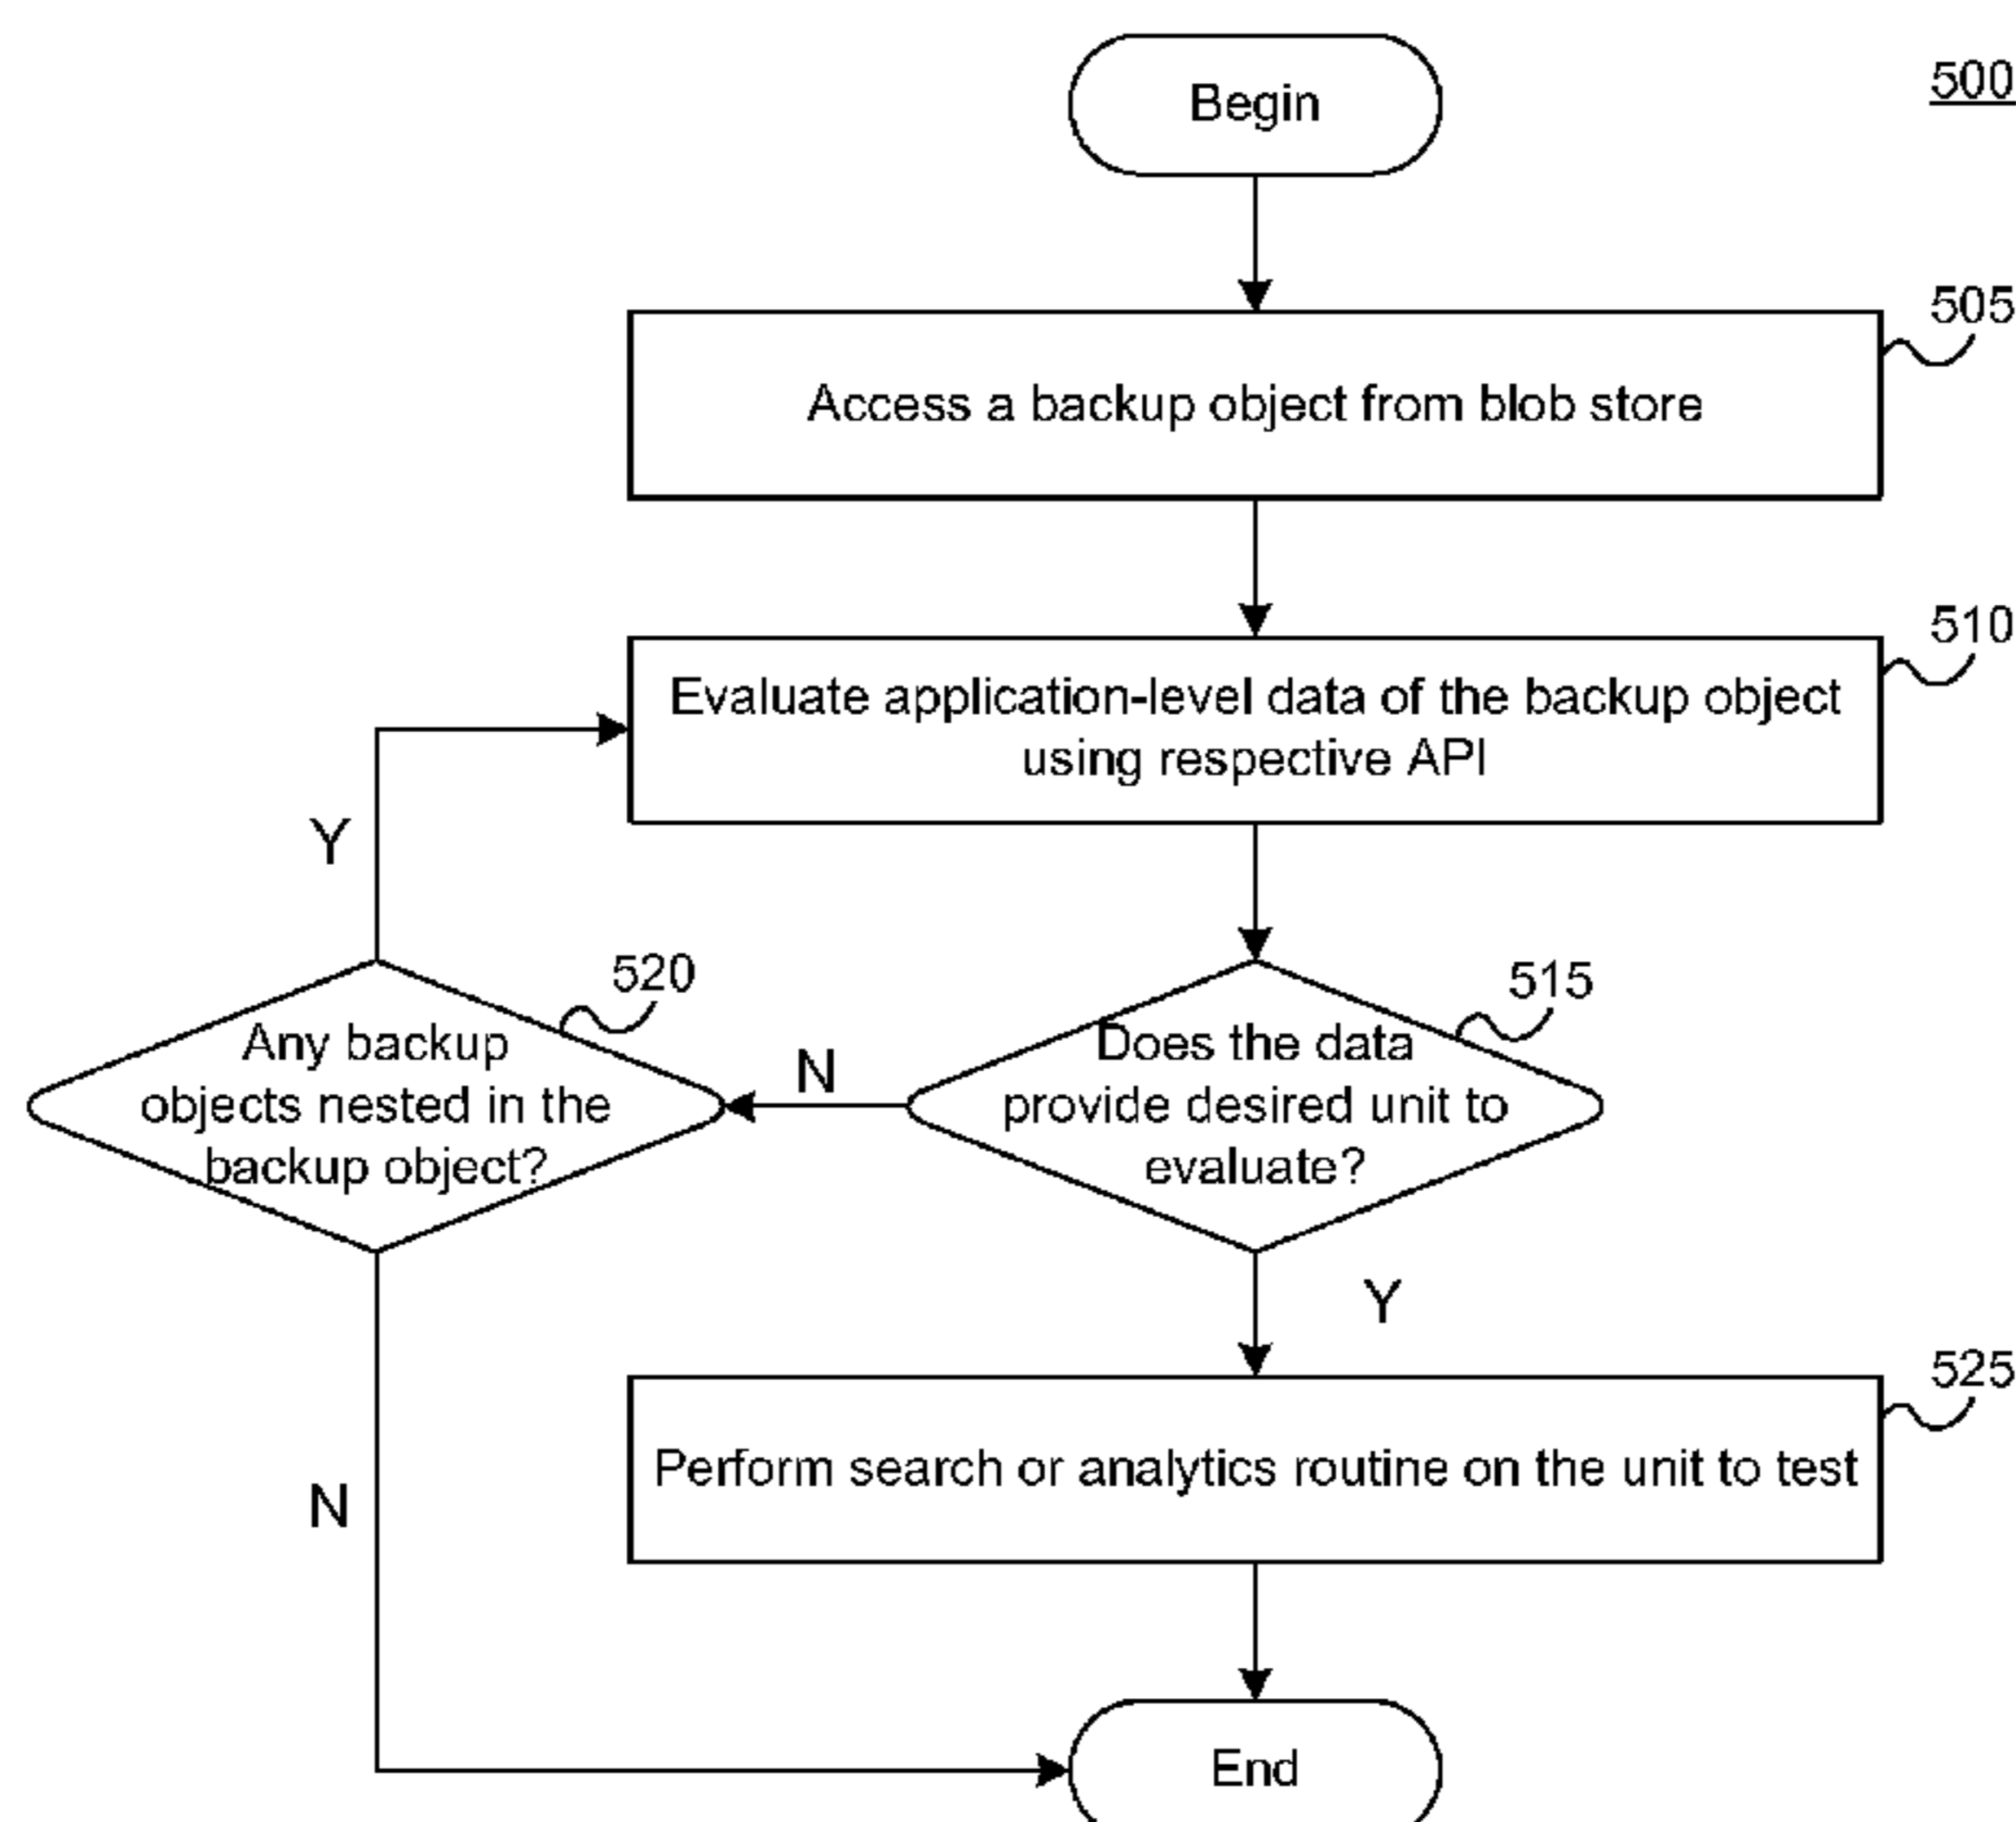 Begin
500
505
Access a backup object from blob store
510
Evaluate application-level data of the backup object
using respective API
Y
520
515
Any backup
objects nested in the
backup object?
N
Does the data
provide desired unit to
evaluate?
Y
525
Perform search or analytics routine on the unit to test
N
End